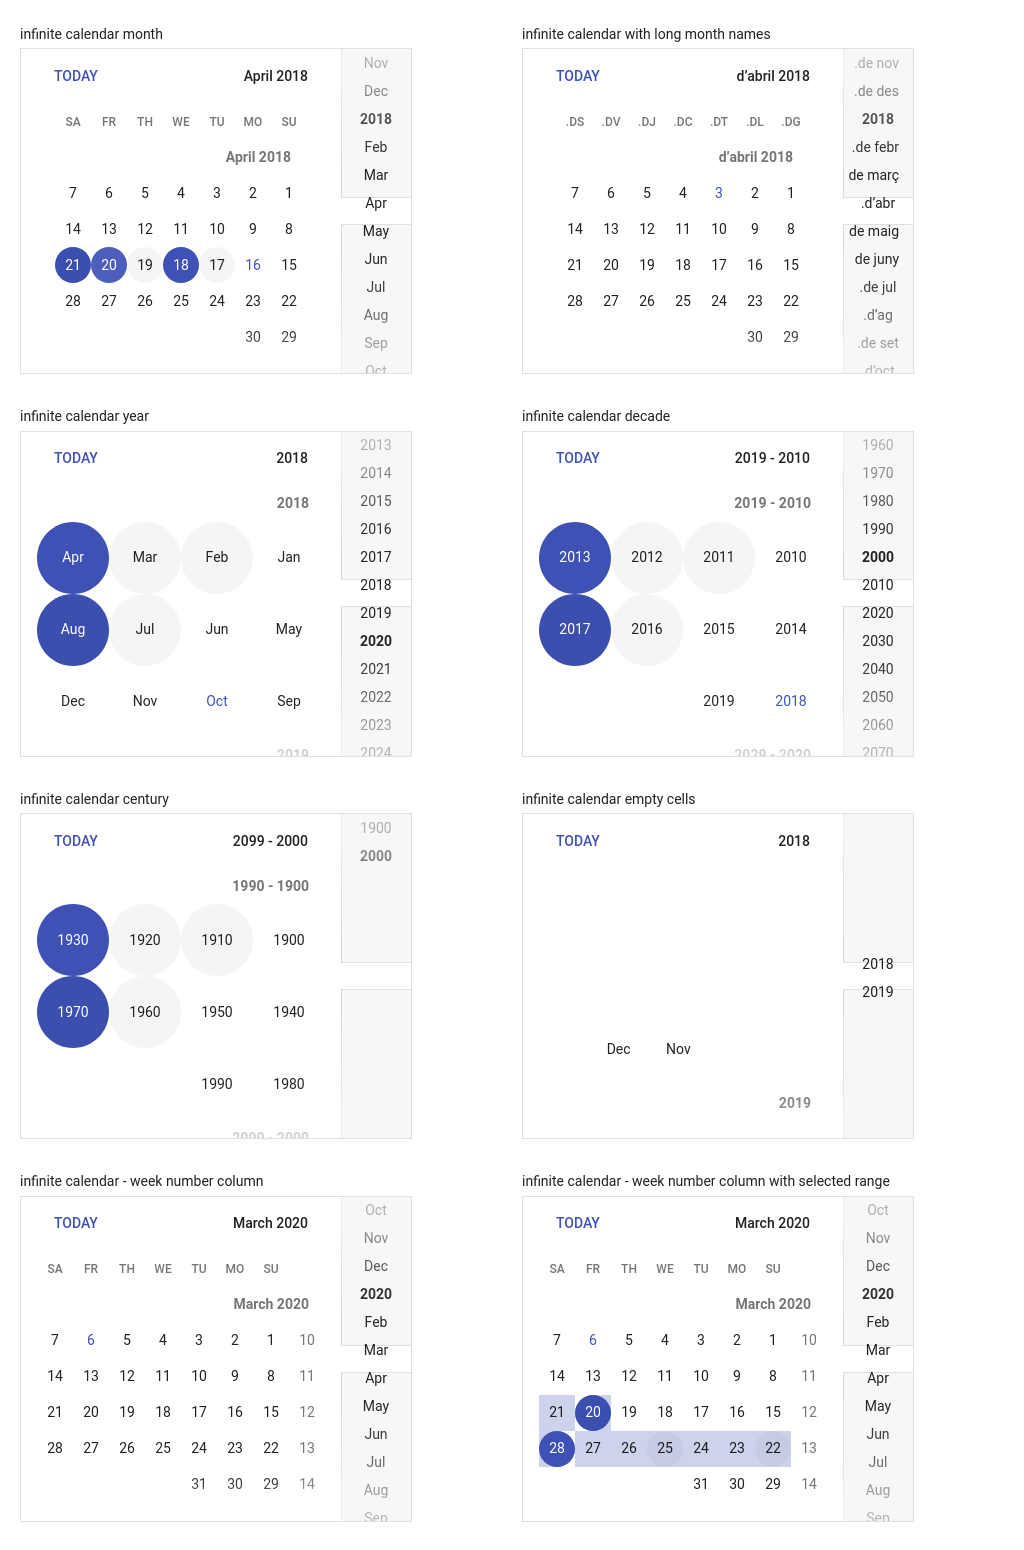 infinite calendar month
TODAY April 2018
SA FR TH WE TU MO SU
April 2018
7 6 5 4 3 2 1
14 13 12 11 10 9 8
21 20 19 18 17 16 15
28 27 26 25 24 23 22
30 29
Nov
Dec
2018
Feb
Mar
Apr
May
Jun
Jul
Aug
Sep
Oct
infinite calendar with long month names
TODAY d’abril 2018
.DS .DV .DJ .DC .DT .DL .DG
d’abril 2018
7 6 5 4 3 2 1
14 13 12 11 10 9 8
21 20 19 18 17 16 15
28 27 26 25 24 23 22
30 29
.de nov
.de des
2018
.de febr
de març
.d’abr
de maig
de juny
.de jul
.d’ag
.de set
.d’oct
infinite calendar year
TODAY 2018
2018
Apr Mar Feb Jan
Aug Jul Jun May
Dec Nov Oct Sep
2019
2013
2014
2015
2016
2017
2018
2019
2020
2021
2022
2023
2024
infinite calendar decade
TODAY 2019 - 2010
2019 - 2010
2013 2012 2011 2010
2017 2016 2015 2014
2019 2018
2029 - 2020
1960
1970
1980
1990
2000
2010
2020
2030
2040
2050
2060
2070
infinite calendar century
TODAY 2099 - 2000
1990 - 1900
1930 1920 1910 1900
1970 1960 1950 1940
1990 1980
2090 - 2000
1900
2000
infinite calendar empty cells
TODAY 2018
Dec Nov
2019
2018
2019
infinite calendar - week number column
TODAY March 2020
SA FR TH WE TU MO SU
March 2020
7 6 5 4 3 2 1 10
14 13 12 11 10 9 8 11
21 20 19 18 17 16 15 12
28 27 26 25 24 23 22 13
31 30 29 14
Oct
Nov
Dec
2020
Feb
Mar
Apr
May
Jun
Jul
Aug
Sep
infinite calendar - week number column with selected range
TODAY March 2020
SA FR TH WE TU MO SU
March 2020
7 6 5 4 3 2 1 10
14 13 12 11 10 9 8 11
21 20 19 18 17 16 15 12
28 27 26 25 24 23 22 13
31 30 29 14
Oct
Nov
Dec
2020
Feb
Mar
Apr
May
Jun
Jul
Aug
Sep